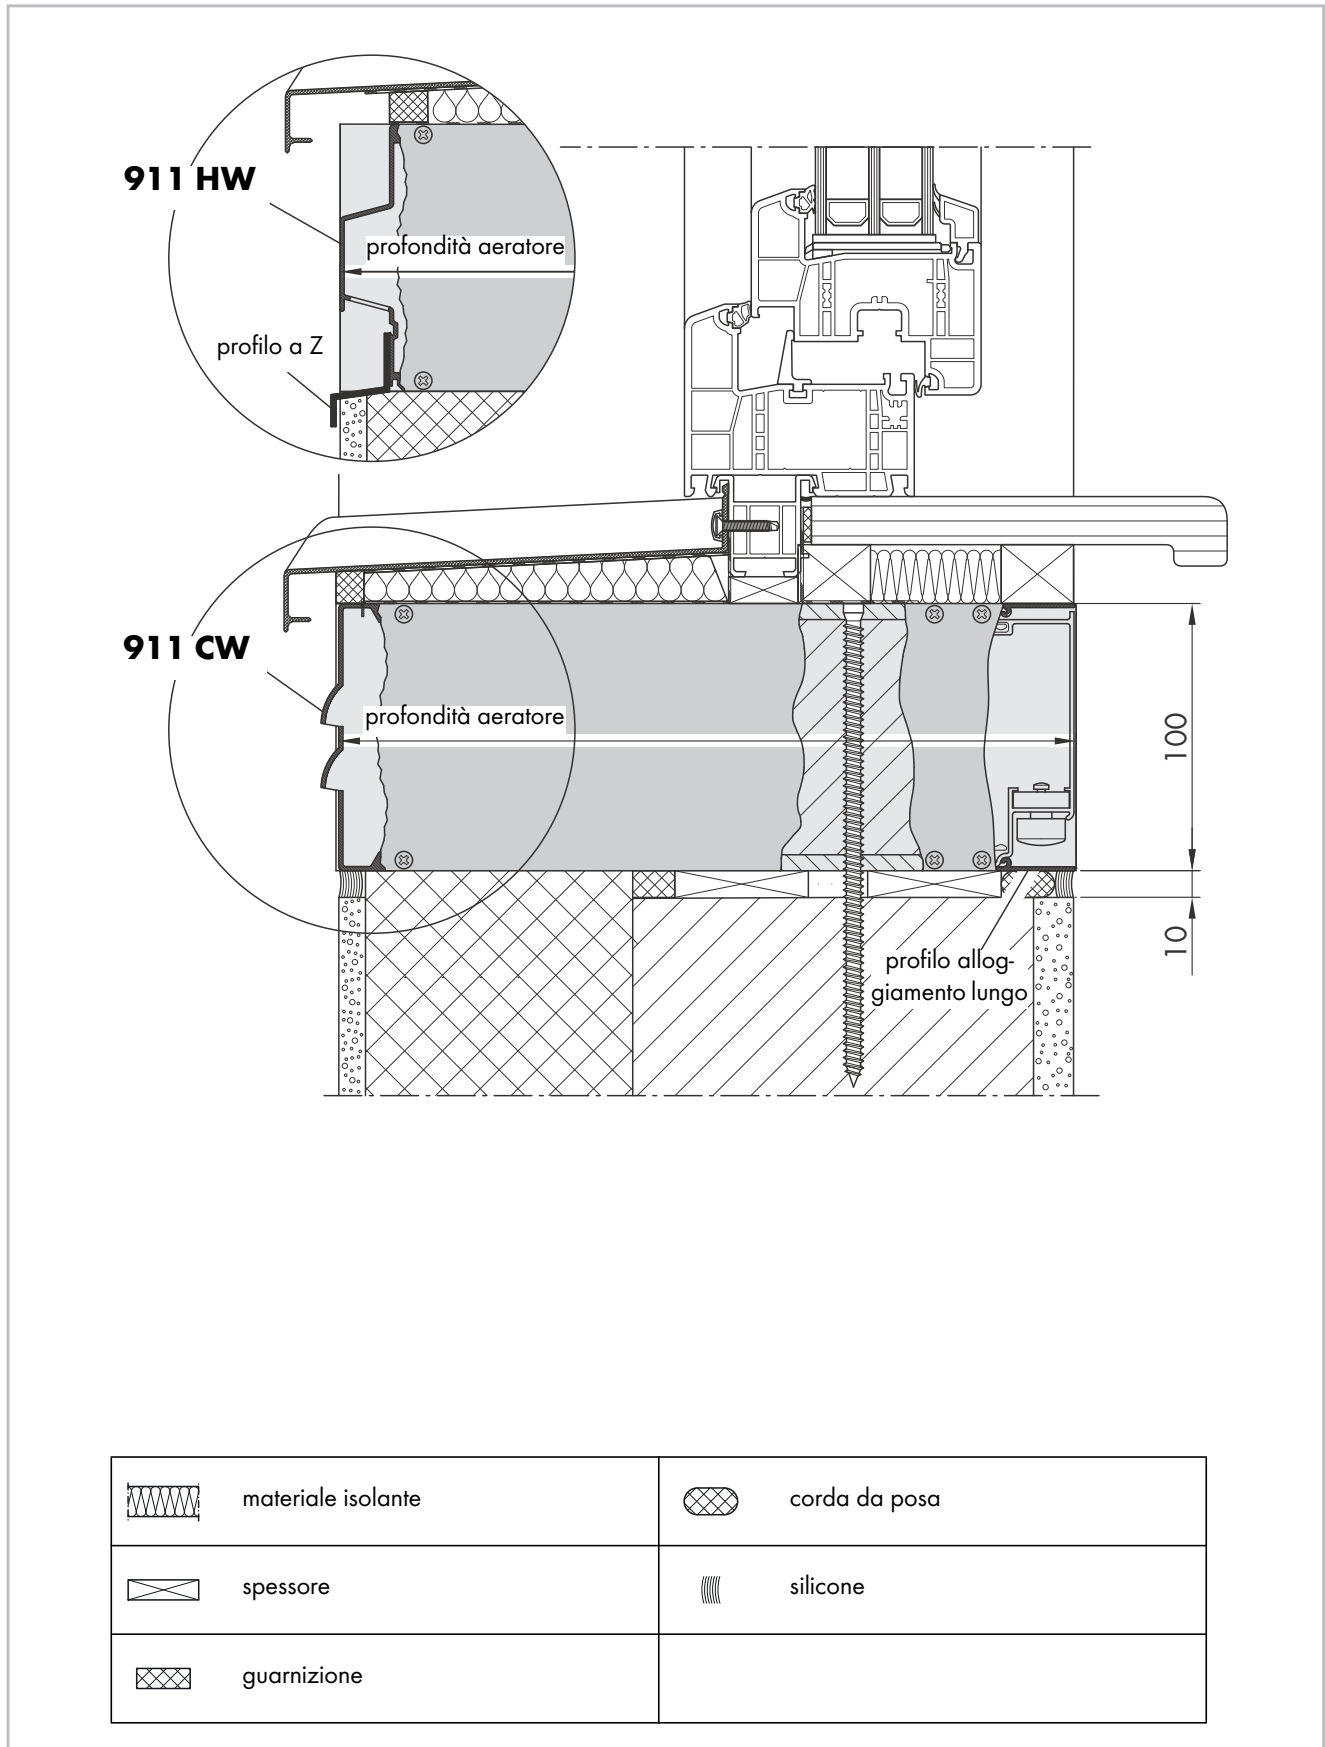 911 HW
profondità aeratore
profilo a Z
911 CW
profondità aeratore
100
10
profilo allog-
giamento lungo
materiale isolante
corda da posa
spessore
silicone
guarnizione